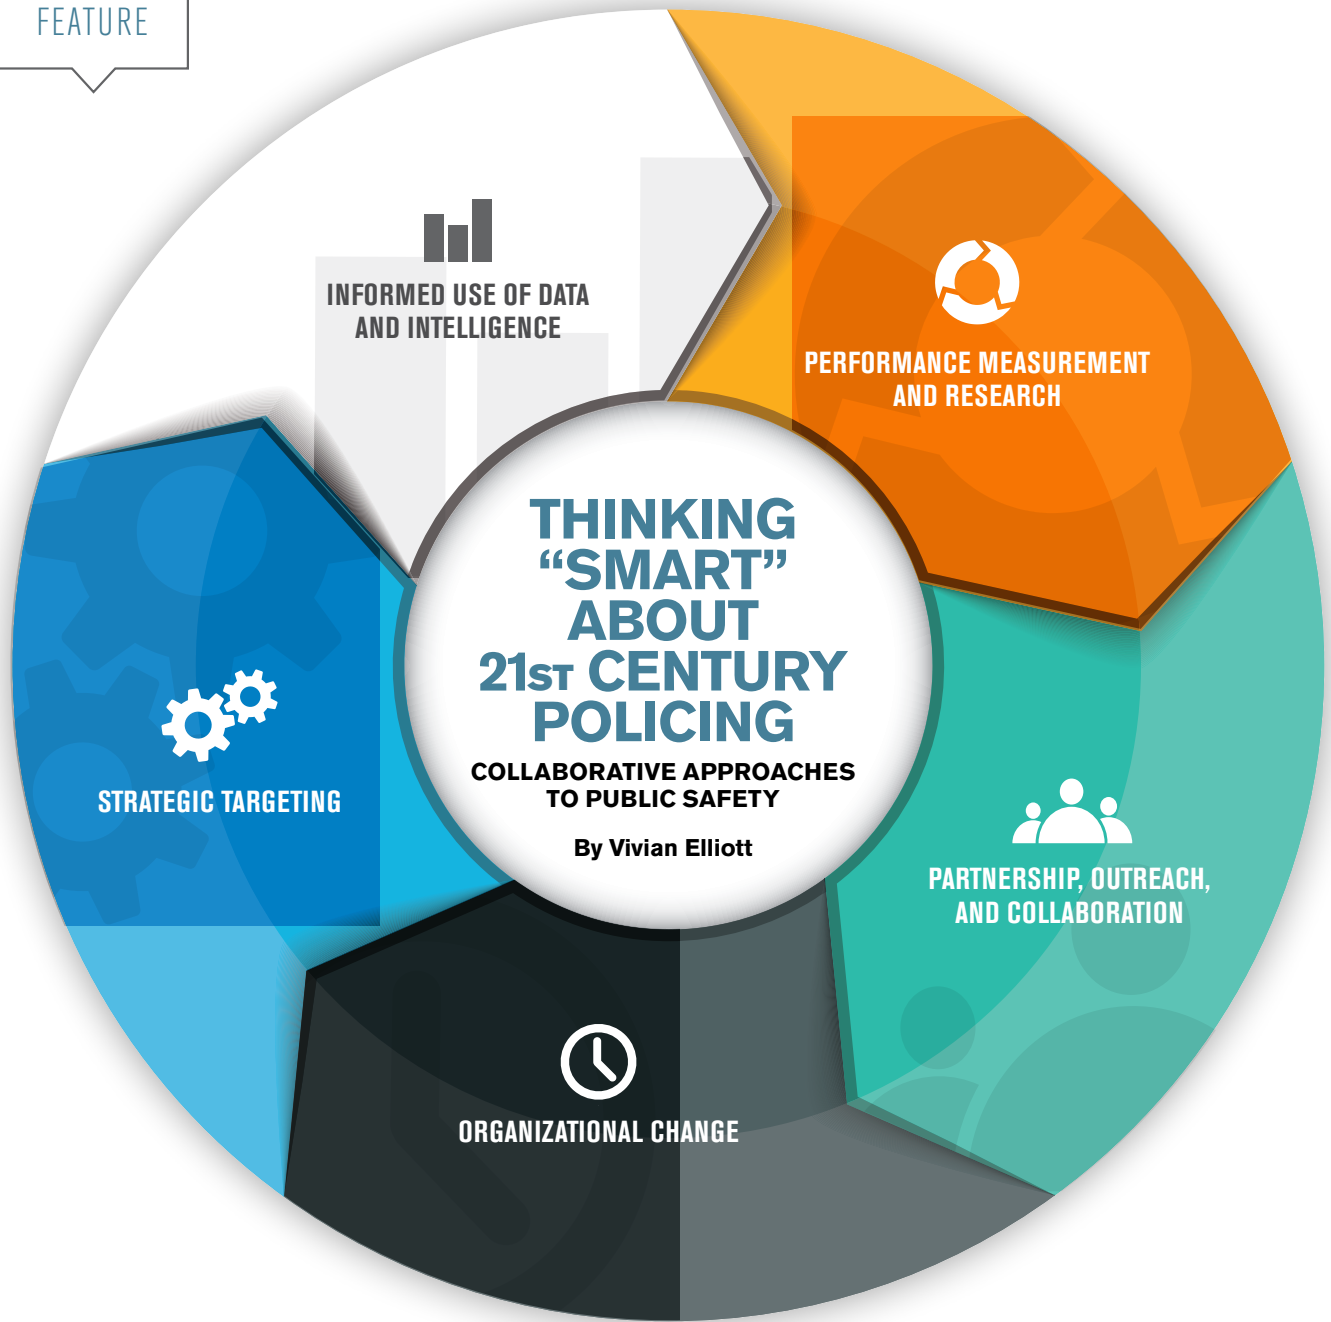 FEATURE
INFORMED USE OF DATA
AND INTELLIGENCE
PERFORMANCE MEASUREMENT
AND RESEARCH
THINKING
“SMART”
ABOUT
21ST CENTURY
POLICING
COLLABORATIVE APPROACHES
TO PUBLIC SAFETY
By Vivian Elliott
STRATEGIC TARGETING
PARTNERSHIP, OUTREACH,
AND COLLABORATION
ORGANIZATIONAL CHANGE